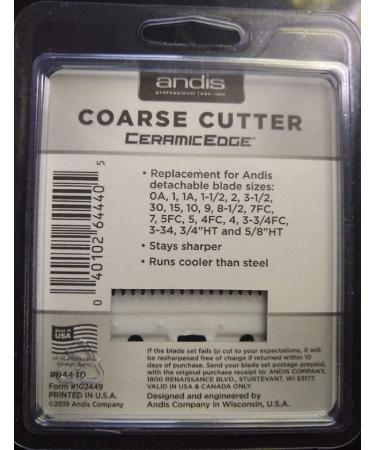 andis
professional | est. 1922
COARSE CUTTER
CERAMICEDGE®
• Replacement for Andis
detachable blade sizes:
0A, 1, 1A, 1-1/2, 2, 3-1/2,
30, 15, 10, 9, 8-1/2, 7FC,
7, 5FC, 5, 4FC, 4, 3-3/4FC,
3-34, 3/4"HT and 5/8"HT
• Stays sharper
• Runs cooler than steel
0 40102 64440 5
Made in
USA
#64440
Form #102449
PRINTED IN U.S.A.
©2019 Andis Company
If the blade set fails to cut to your expectations, it will
be resharpened free of charge if returned within 10
days of purchase. Send your blade set postage prepaid,
with the original purchase receipt to: ANDIS COMPANY,
1800 RENAISSANCE BLVD., STURTEVANT, WI 53177.
VALID IN USA & CANADA ONLY.
Designed and engineered by
Andis Company in Wisconsin, U.S.A.